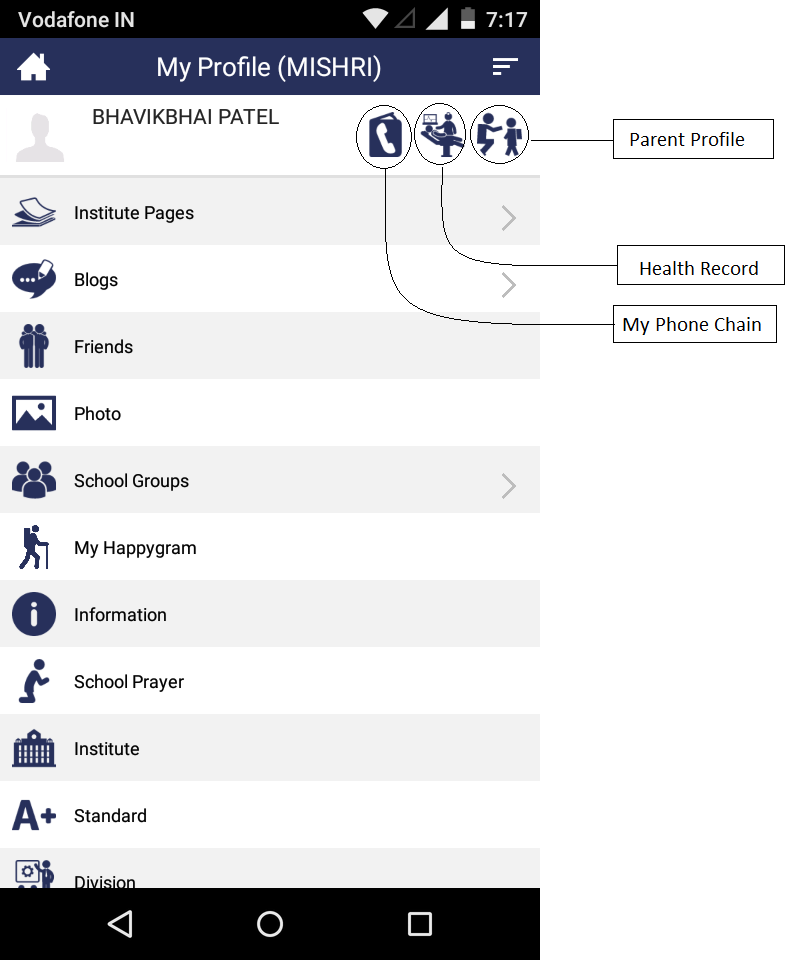 Vodafone IN 7:17
My Profile (MISHRI)
BHAVIKBHAI PATEL
Parent Profile
Institute Pages
Health Record
Blogs
My Phone Chain
Friends
Photo
School Groups
My Happygram
Information
School Prayer
Institute
A+ Standard
Division